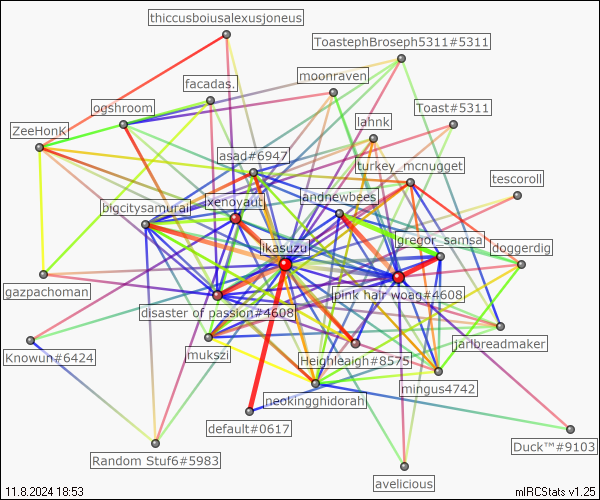 thiccusboiusalexusjoneus
ToastephBroseph5311#5311
moonraven
facadas.
ogshroom
Toast#5311
lahnk
ZeeHonK
asad#6947
turkey_mcnugget
tescoroll
andnewbees
xenoyaut
bigcitysamurai
gregor_samsa
lkasuzu
doggerdig
gazpachoman
pink hair woag#4608
disaster of passion#4608
janbreadmaker
mukszi
Knowun#6424
Heighleaigh#8575
mingus4742
neokingghidorah
default#0617
Duck™#9103
Random Stuf6#5983
avelicious
11.8.2024 18:53
mIRCStats v1.25